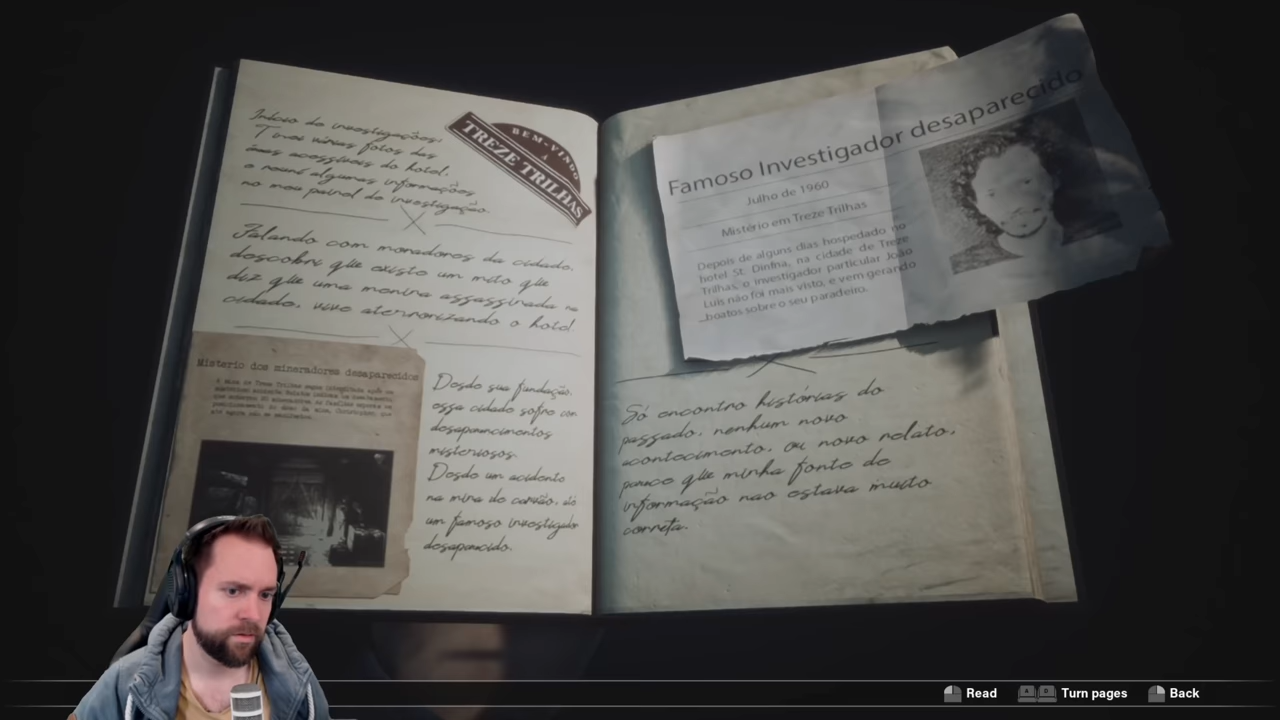 Início de investigações.
Tirei várias fotos das
áreas acessíveis do hotel.
e reuni algumas informações
no meu painel de investigação.
BEM-VINDO
A
TREZE TRILHAS
Falando com moradores da cidade,
descobri que existe um mito que
diz que uma menina assassinada na
cidade, vive aterrorizando o hotel.
Misterio dos mineradores desaparecidos
Desde sua fundação,
essa cidade sofre com
desaparecimentos
misteriosos.
Desde um acidente
na mina de carvão, até
um famoso investigador
desaparecido.
Famoso Investigador desaparecido
Julho de 1960
Mistério em Treze Trilhas
Depois de alguns dias hospedado no
hotel St. Dinfna, na cidade de Treze
Trilhas, o investigador particular João
Luis não foi mais visto, e vem gerando
boatos sobre o seu paradeiro.
Só encontro histórias do
passado, nenhum novo
acontecimento, ou novo relato,
parece que minha fonte de
informação nao estava muito
correta.
Read
Turn pages
Back